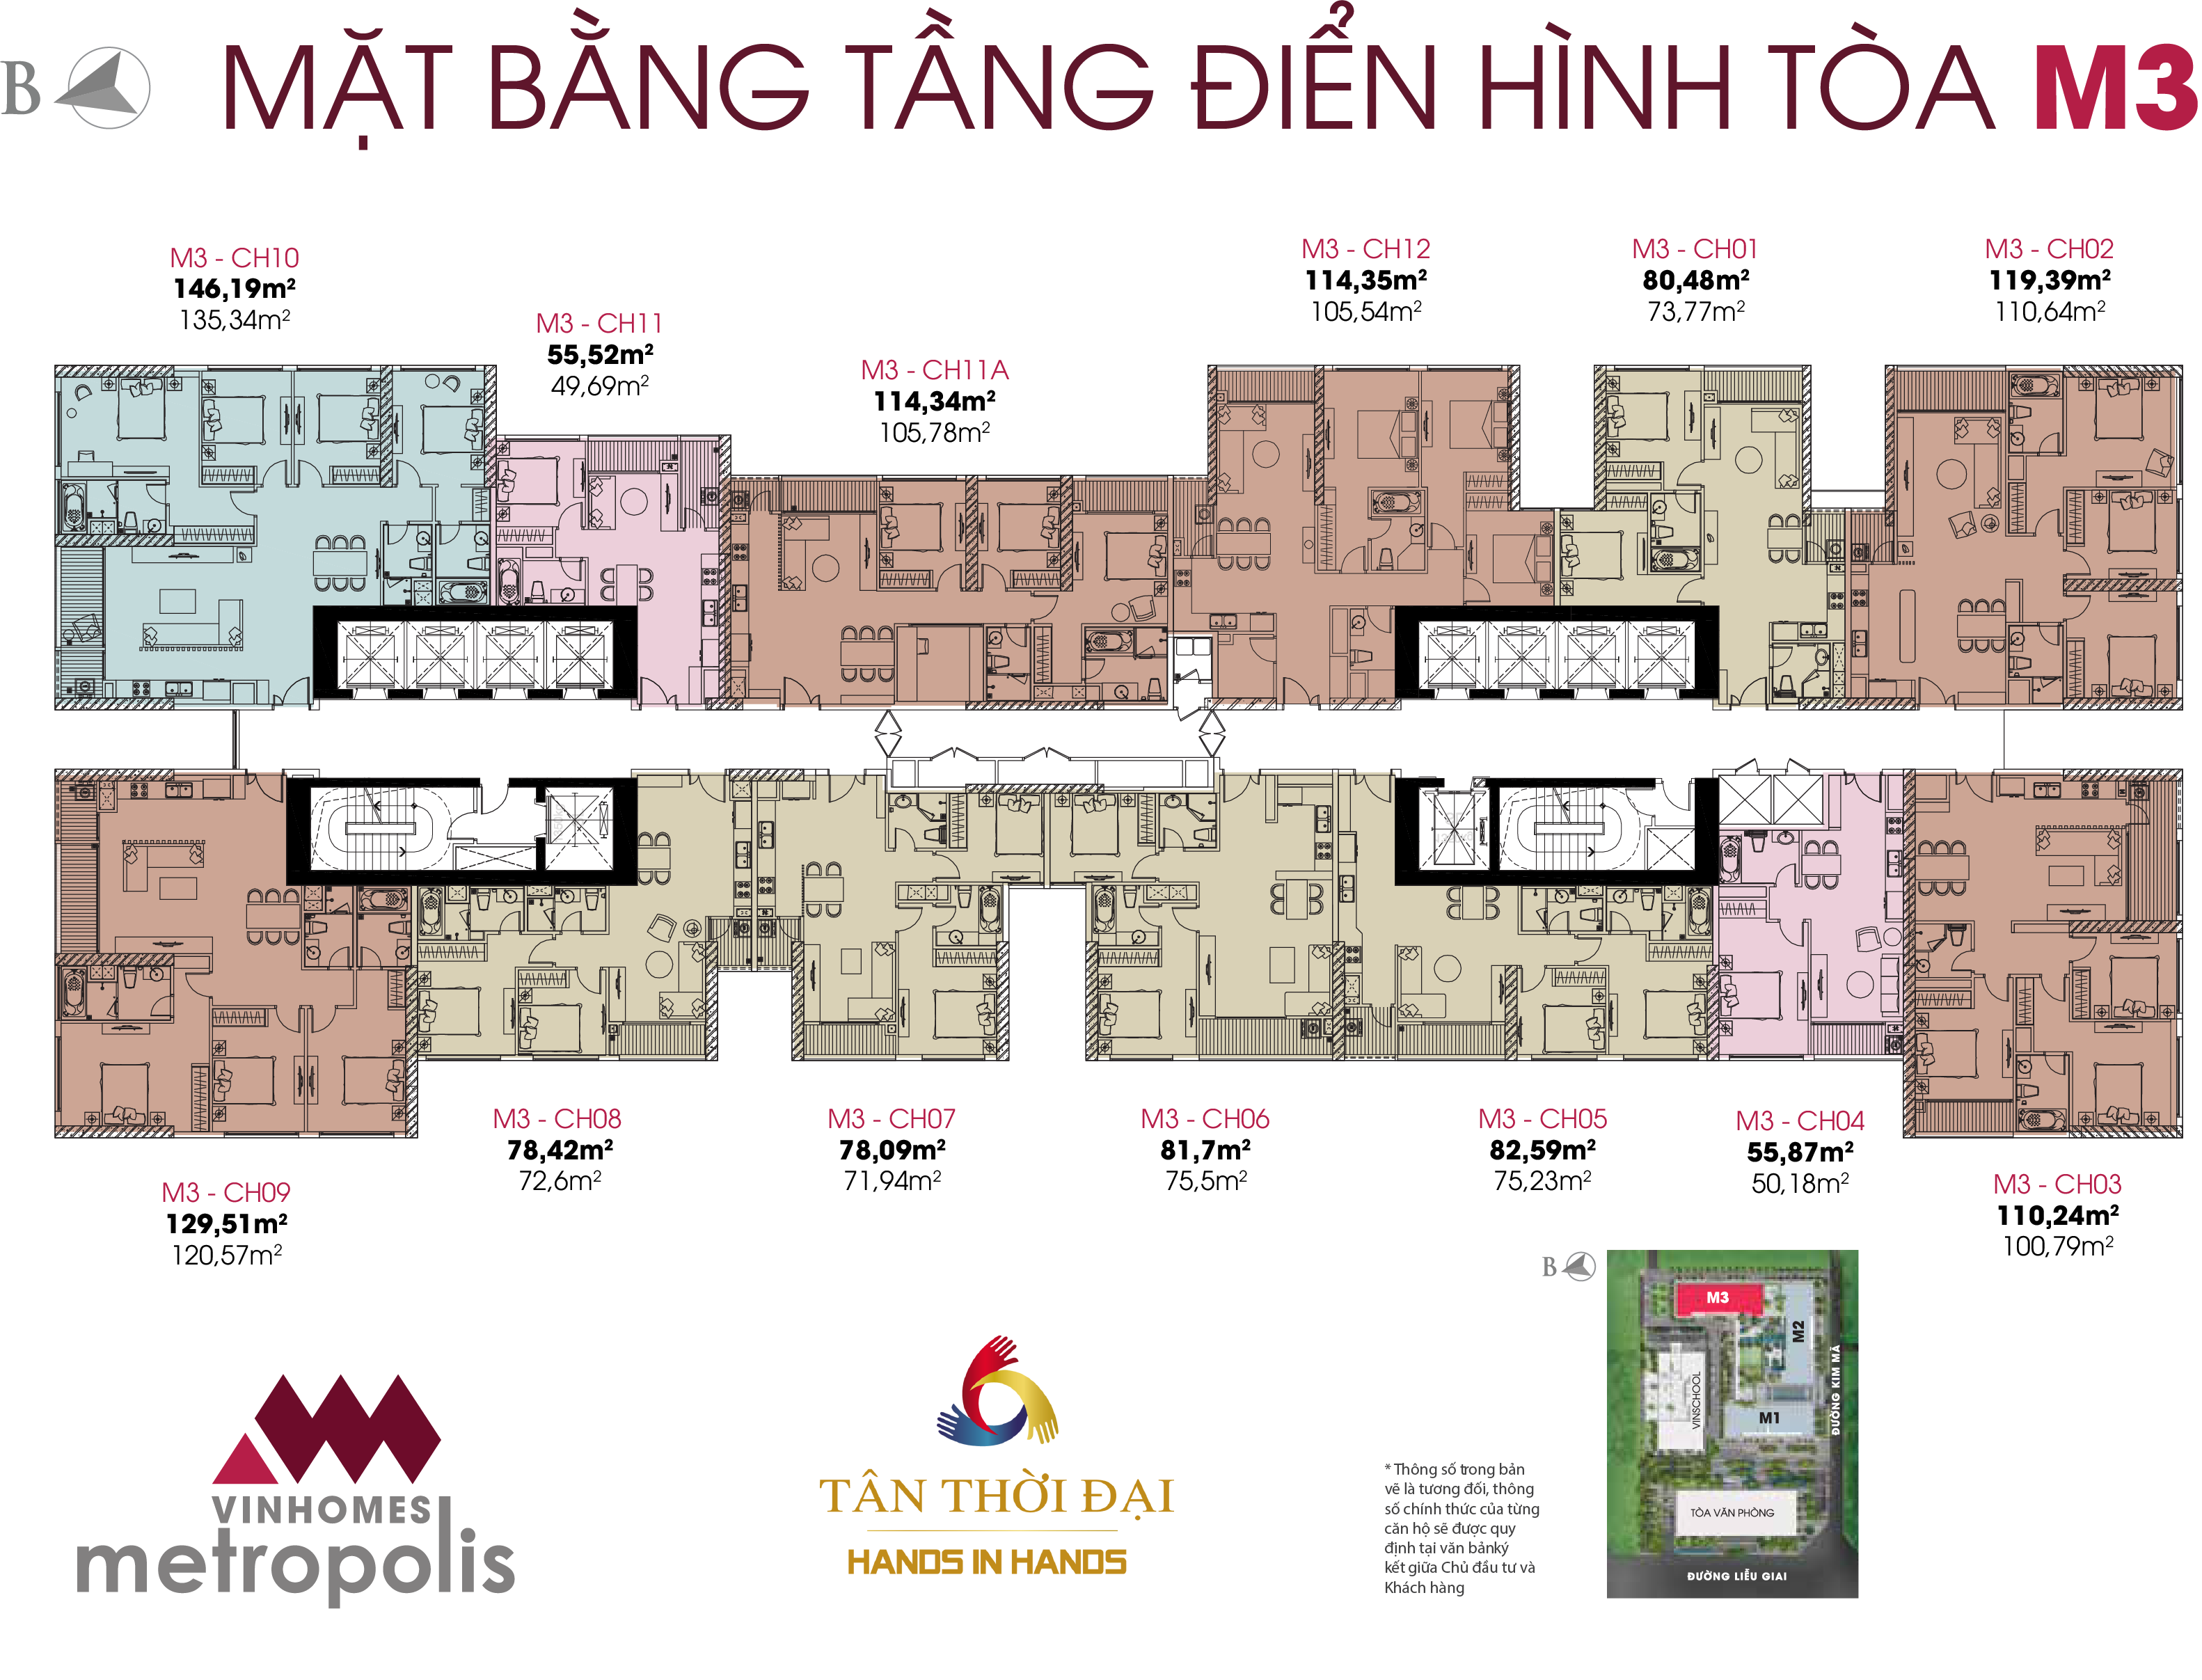 B
MẶT BẰNG TẦNG ĐIỂN HÌNH TÒA M3
M3 - CH10
146,19m²
135,34m²
M3 - CH11
55,52m²
49,69m²
M3 - CH11A
114,34m²
105,78m²
M3 - CH12
114,35m²
105,54m²
M3 - CH01
80,48m²
73,77m²
M3 - CH02
119,39m²
110,64m²
M3 - CH09
129,51m²
120,57m²
M3 - CH08
78,42m²
72,6m²
M3 - CH07
78,09m²
71,94m²
M3 - CH06
81,7m²
75,5m²
M3 - CH05
82,59m²
75,23m²
M3 - CH04
55,87m²
50,18m²
M3 - CH03
110,24m²
100,79m²
VINHOMES
metropolis
TÂN THỜI ĐẠI
HANDS IN HANDS
* Thông số trong bản
vẽ là tương đối, thông
số chính thức của từng
căn hộ sẽ được quy
định tại văn bảnký
kết giữa Chủ đầu tư và
Khách hàng
B
M3
M2
M1
VINSCHOOL
ĐƯỜNG KIM MÃ
TÒA VĂN PHÒNG
ĐƯỜNG LIỄU GIAI